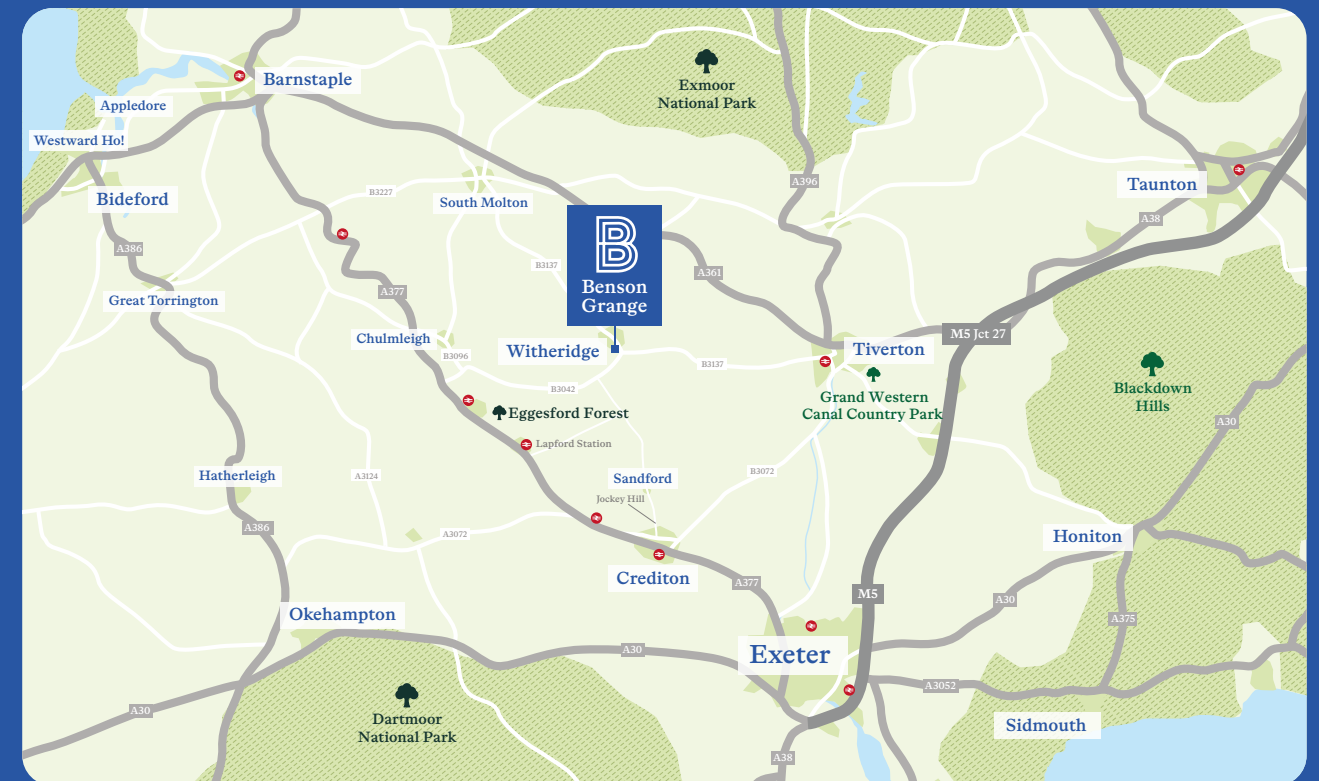 Barnstaple
Exmoor
National Park
Appledore
Westward Ho!
A396
Taunton
Bideford
B3227
South Molton
A38
B
Benson
Grange
A386
B3137
A361
A377
Great Torrington
M5 Jct 27
Chulmleigh
B3096
Witheridge
Tiverton
B3137
B3042
Blackdown
Hills
Grand Western
Canal Country Park
Eggesford Forest
A30
Lapford Station
Hatherleigh
A3124
Sandford
B3072
Jockey Hill
A386
A3072
Honiton
Crediton
A377
M5
A30
Okehampton
A375
A30
Exeter
A3052
A30
Dartmoor
National Park
Sidmouth
A38